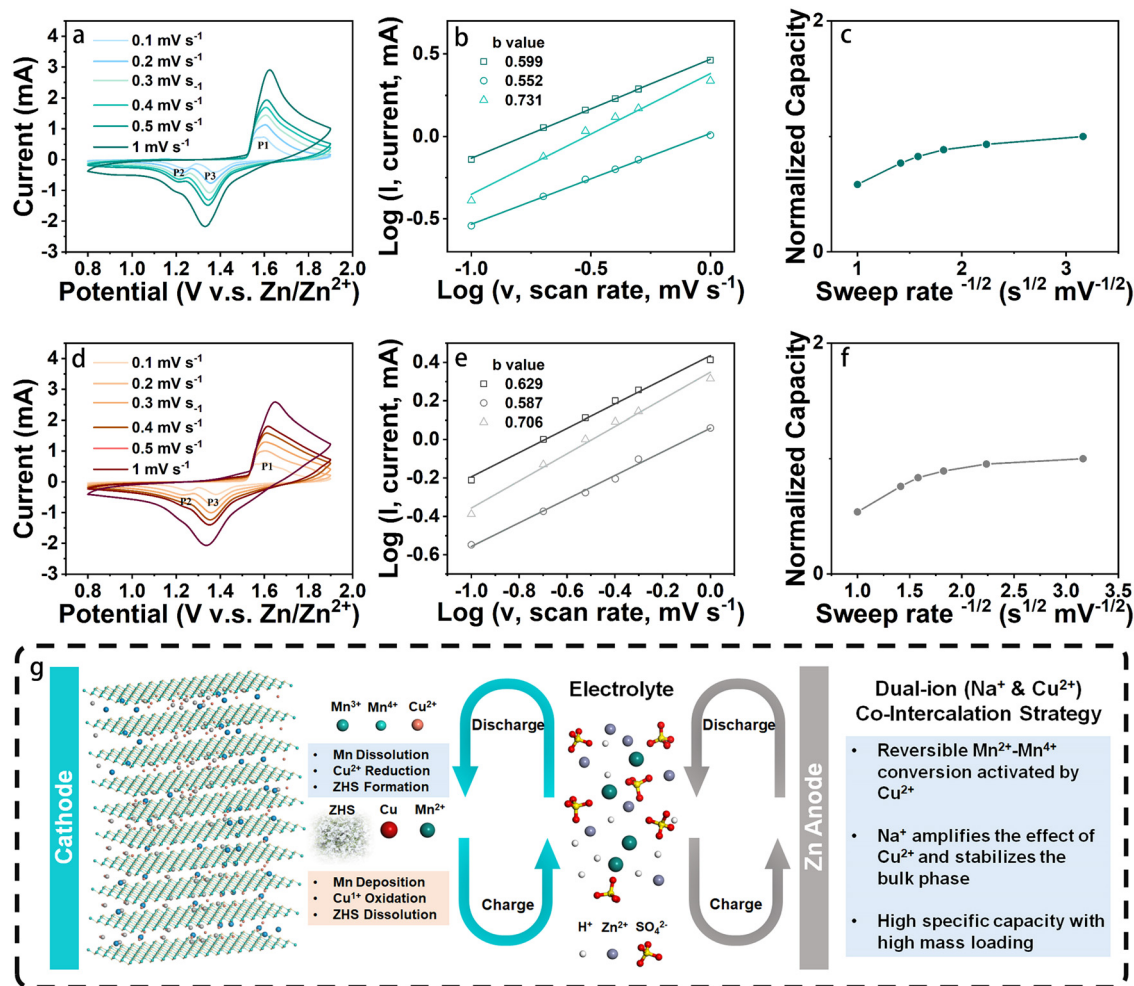 a
0.1 mV s⁻¹
0.2 mV s⁻¹
0.3 mV s₋₁
0.4 mV s⁻¹
0.5 mV s⁻¹
1 mV s⁻¹
P1
P2
P3
4
3
2
1
0
-1
-2
-3
0.8 1.0 1.2 1.4 1.6 1.8 2.0
Current (mA)
Potential (V v.s. Zn/Zn²⁺)
b
b value
0.599
0.552
0.731
0.5
0.0
0.5
-1.0 -0.5 0.0
Log (I, current, mA)
Log (v, scan rate, mV s⁻¹)
c
2
0
1 2 3
Normalized Capacity
Sweep rate ⁻¹/² (s¹/² mV⁻¹/²)
d
0.1 mV s⁻¹
0.2 mV s⁻¹
0.3 mV s₋₁
0.4 mV s⁻¹
0.5 mV s⁻¹
1 mV s⁻¹
P1
P2
P3
4
3
2
1
0
-1
-2
-3
0.8 1.0 1.2 1.4 1.6 1.8 2.0
Current (mA)
Potential (V v.s. Zn/Zn²⁺)
e
b value
0.629
0.587
0.706
0.4
0.2
0.0
-0.2
-0.4
-0.6
-1.0 -0.8 -0.6 -0.4 -0.2 0.0
Log (I, current, mA)
Log (v, scan rate, mV s⁻¹)
f
2
0
1.0 1.5 2.0 2.5 3.0 3.5
Normalized Capacity
Sweep rate ⁻¹/² (s¹/² mV⁻¹/²)
g
Cathode
Mn³⁺ Mn⁴⁺ Cu²⁺
• Mn Dissolution
• Cu²⁺ Reduction
• ZHS Formation
ZHS Cu Mn²⁺
• Mn Deposition
• Cu¹⁺ Oxidation
• ZHS Dissolution
Discharge
Charge
Electrolyte
H⁺ Zn²⁺ SO₄²⁻
Discharge
Charge
Zn Anode
Dual-ion (Na⁺ & Cu²⁺)
Co-Intercalation Strategy
• Reversible Mn²⁺-Mn⁴⁺
conversion activated by
Cu²⁺
• Na⁺ amplifies the effect of
Cu²⁺ and stabilizes the
bulk phase
• High specific capacity with
high mass loading